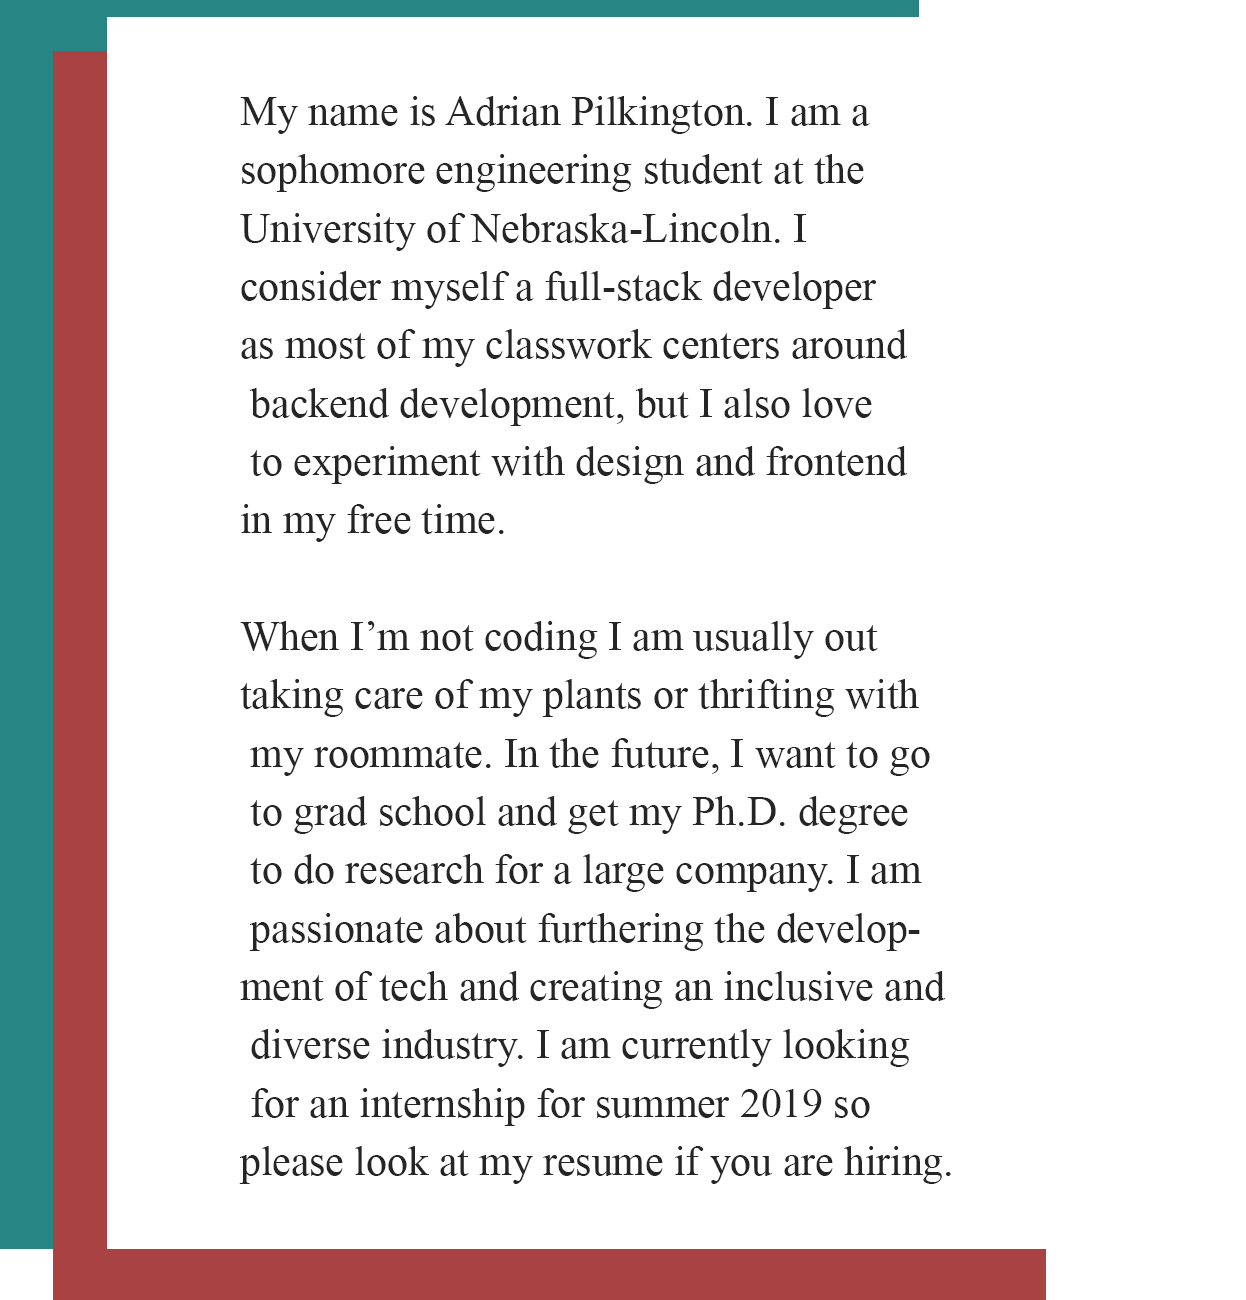 My name is Adrian Pilkington. I am a
sophomore engineering student at the
University of Nebraska-Lincoln. I
consider myself a full-stack developer
as most of my classwork centers around
backend development, but I also love
to experiment with design and frontend
in my free time.

When I’m not coding I am usually out
taking care of my plants or thrifting with
my roommate. In the future, I want to go
to grad school and get my Ph.D. degree
to do research for a large company. I am
passionate about furthering the develop-
ment of tech and creating an inclusive and
diverse industry. I am currently looking
for an internship for summer 2019 so
please look at my resume if you are hiring.